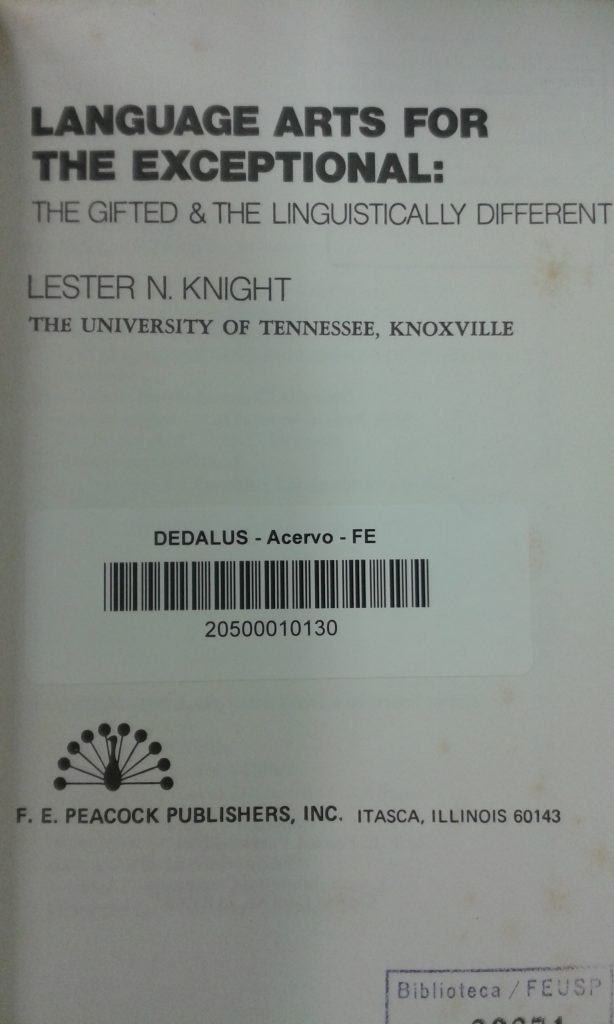 LANGUAGE ARTS FOR
THE EXCEPTIONAL:
THE GIFTED & THE LINGUISTICALLY DIFFERENT
LESTER N. KNIGHT
THE UNIVERSITY OF TENNESSEE, KNOXVILLE
DEDALUS - Acervo - FE
20500010130
F. E. PEACOCK PUBLISHERS, INC. ITASCA, ILLINOIS 60143
Biblioteca / FEUSP